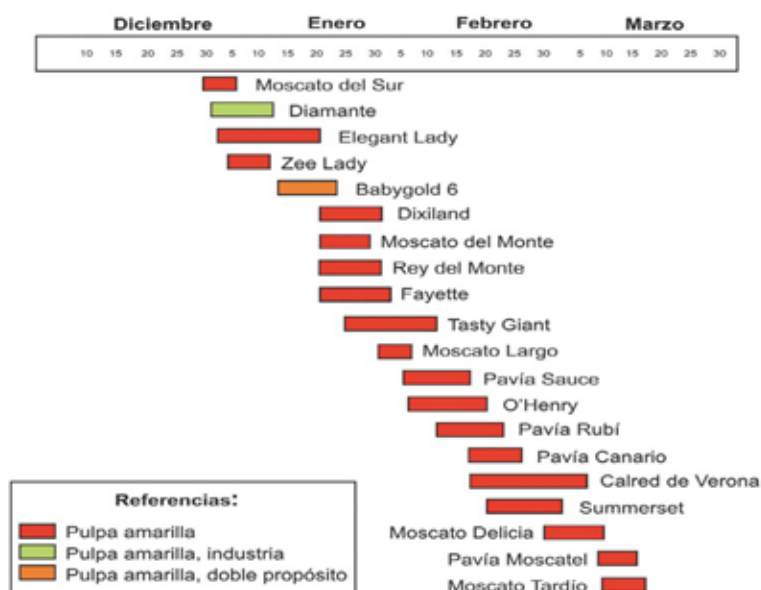 Diciembre Enero Febrero Marzo
10 15 20 25 30 5 10 15 20 25 30 5 10 15 20 25 30 5 10 15 20 25 30
Moscato del Sur
Diamante
Elegant Lady
Zee Lady
Babygold 6
Dixiland
Moscato del Monte
Rey del Monte
Fayette
Tasty Giant
Moscato Largo
Pavía Sauce
O'Henry
Pavía Rubí
Pavía Canario
Calred de Verona
Summerset
Moscato Delicia
Pavía Moscatel
Moscato Tardío
Referencias:
Pulpa amarilla
Pulpa amarilla, industria
Pulpa amarilla, doble propósito